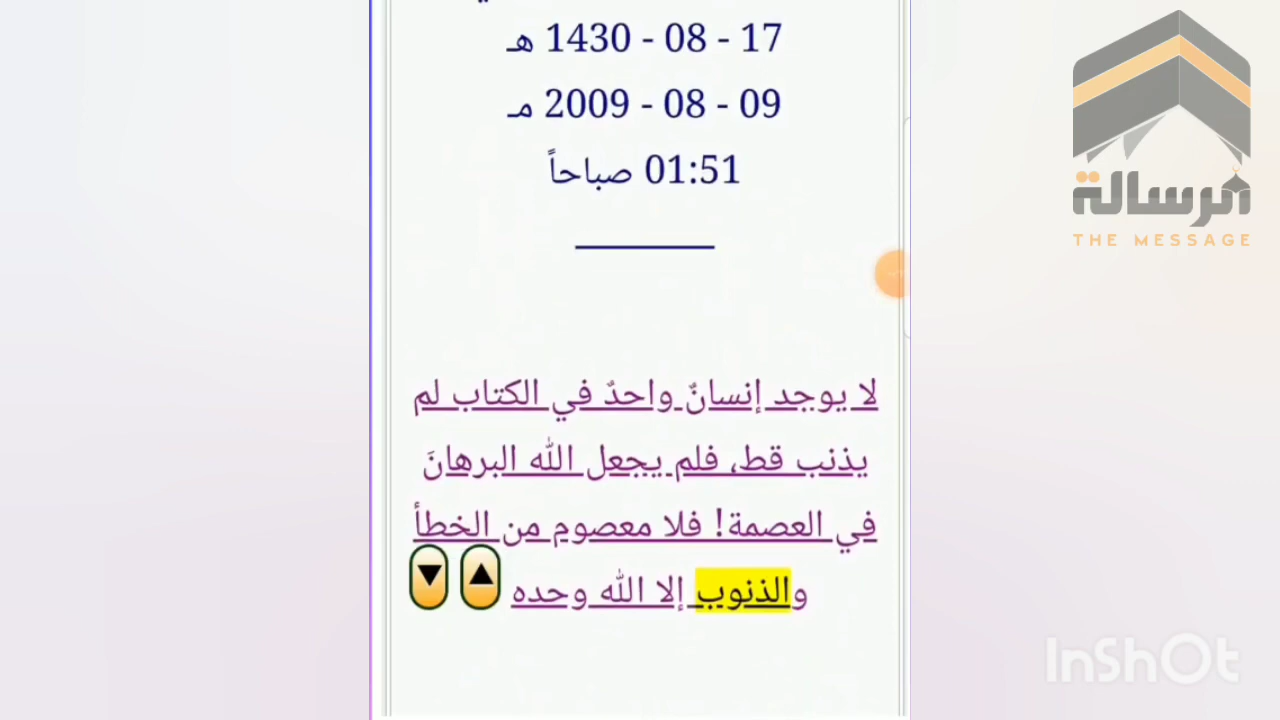 17 - 08 - 1430 هـ
09 - 08 - 2009 مـ
01:51 صباحاً
لا يوجد إنسانٌ واحدٌ في الكتاب لم
يذنب قط، فلم يجعل الله البرهانَ
في العصمة! فلا معصوم من الخطأ
والذنوب إلا الله وحده
الرسالة
THE MESSAGE
InShOt